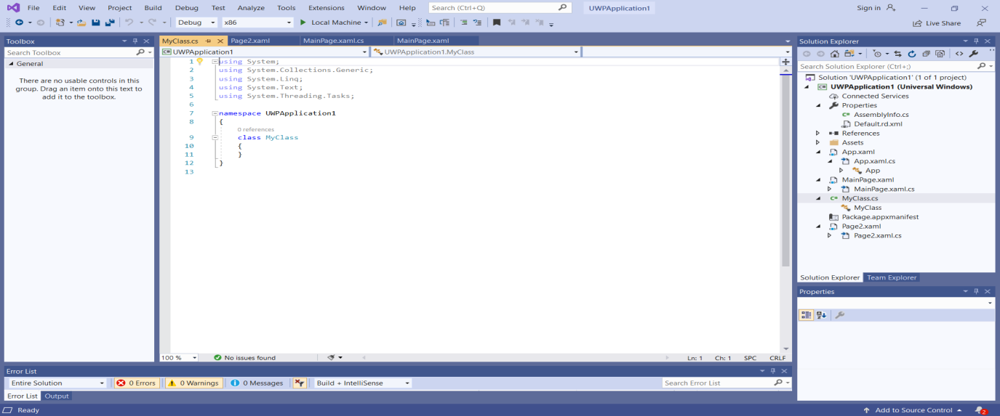 File Edit View Project Build Debug Test Analyze Tools Extensions Window Help Search (Ctrl+Q) UWPApplication1 Sign in
Debug x86 Local Machine Live Share
Toolbox
Search Toolbox
General
There are no usable controls in this
group. Drag an item onto this text to
add it to the toolbox.
MyClass.cs Page2.xaml MainPage.xaml.cs MainPage.xaml
UWPApplication1 UWPApplication1.MyClass
1 using System;
2 using System.Collections.Generic;
3 using System.Linq;
4 using System.Text;
5 using System.Threading.Tasks;
6
7 namespace UWPApplication1
8 {
0 references
9 class MyClass
10 {
11 }
12 }
13
100 % No issues found Ln: 1 Ch: 1 SPC CRLF
Solution Explorer
Search Solution Explorer (Ctrl+;)
Solution 'UWPApplication1' (1 of 1 project)
UWPApplication1 (Universal Windows)
Connected Services
Properties
C# AssemblyInfo.cs
Default.rd.xml
References
Assets
App.xaml
App.xaml.cs
App
MainPage.xaml
MainPage.xaml.cs
C# MyClass.cs
MyClass
Package.appxmanifest
Page2.xaml
Page2.xaml.cs
Solution Explorer Team Explorer
Properties
Error List
Entire Solution 0 Errors 0 Warnings 0 Messages Build + IntelliSense Search Error List
Error List Output
Ready Add to Source Control 2